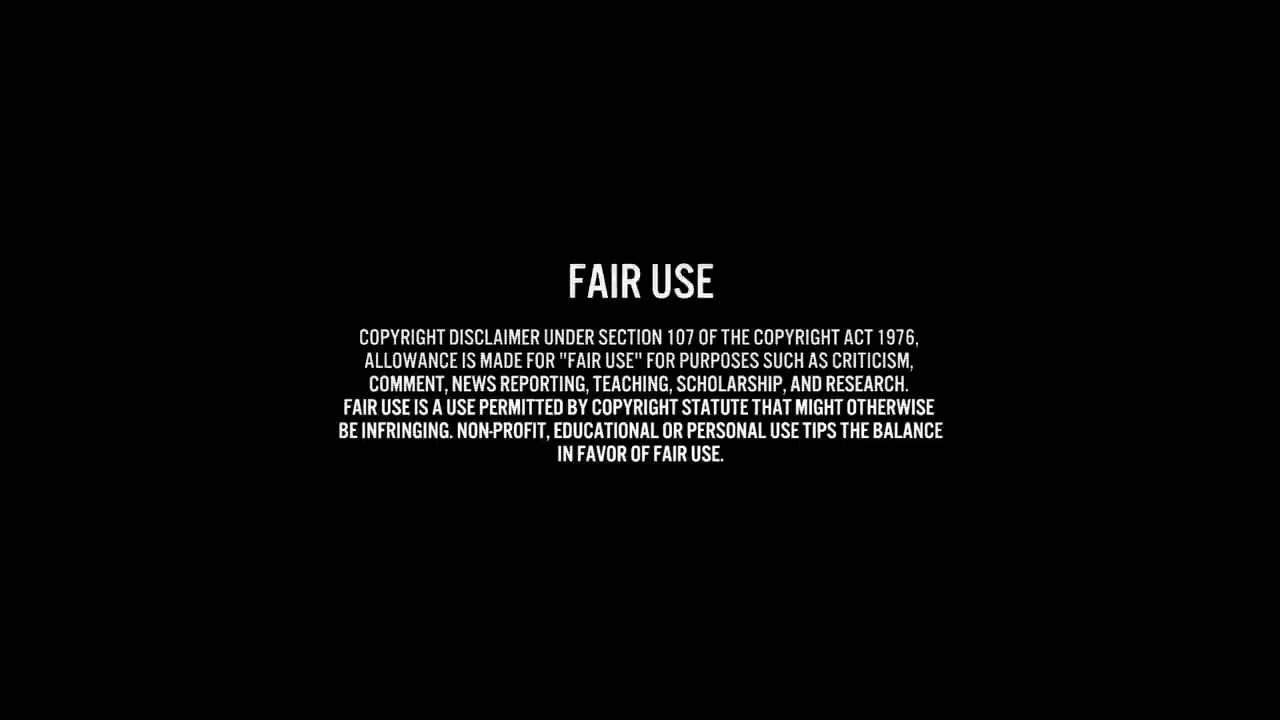 FAIR USE
COPYRIGHT DISCLAIMER UNDER SECTION 107 OF THE COPYRIGHT ACT 1976,
ALLOWANCE IS MADE FOR "FAIR USE" FOR PURPOSES SUCH AS CRITICISM,
COMMENT, NEWS REPORTING, TEACHING, SCHOLARSHIP, AND RESEARCH.
FAIR USE IS A USE PERMITTED BY COPYRIGHT STATUTE THAT MIGHT OTHERWISE
BE INFRINGING. NON-PROFIT, EDUCATIONAL OR PERSONAL USE TIPS THE BALANCE
IN FAVOR OF FAIR USE.